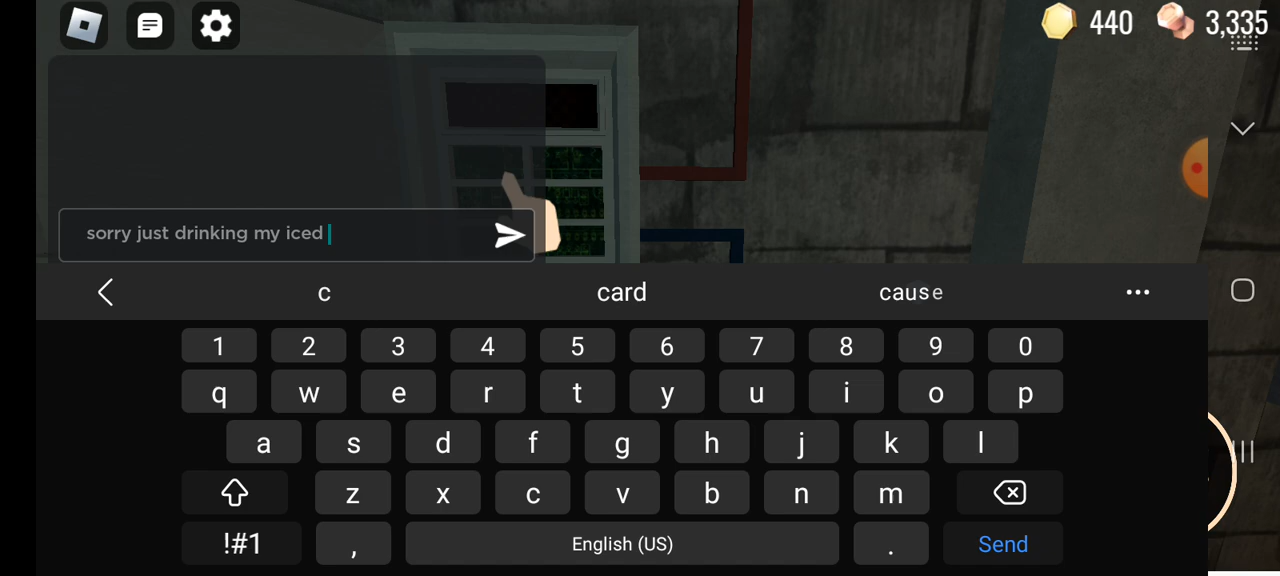 440 3,335
sorry just drinking my iced
c card cause
1 2 3 4 5 6 7 8 9 0
q w e r t y u i o p
a s d f g h j k l
z x c v b n m
!#1 , English (US) . Send